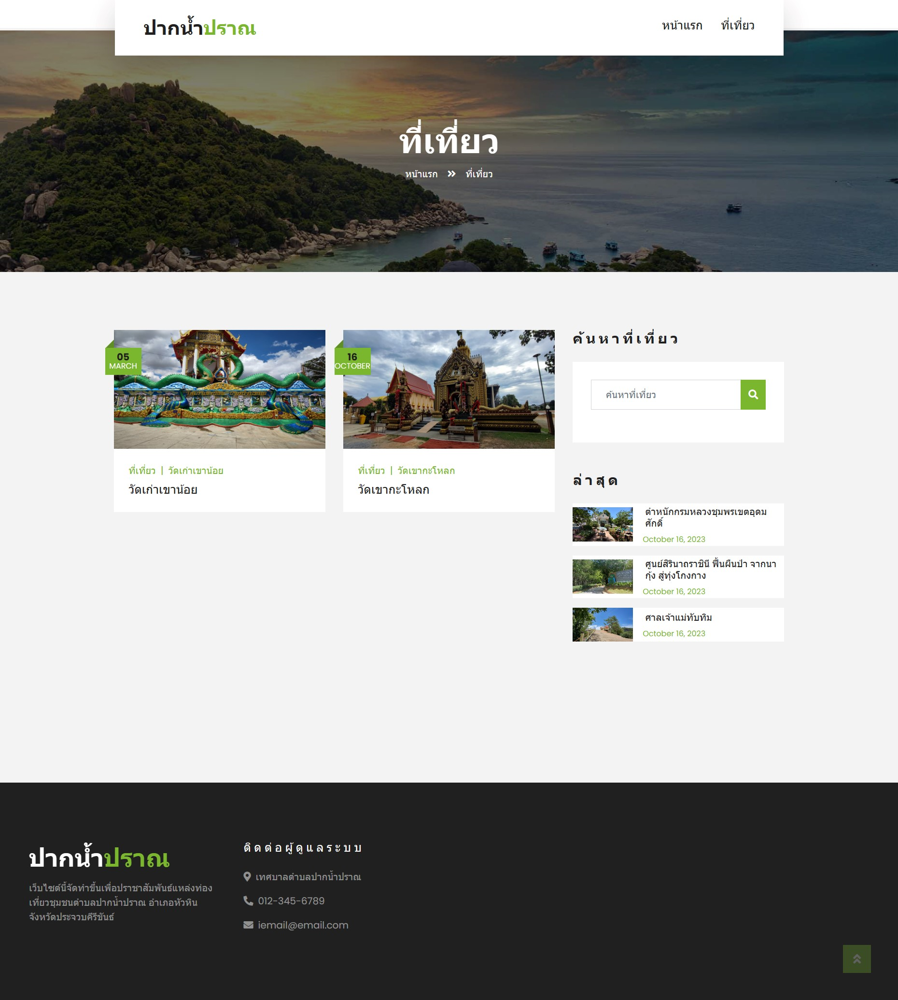 ปากน้ำปราณ
หน้าแรก ที่เที่ยว
ที่เที่ยว
หน้าแรก ที่เที่ยว
05
MARCH
16
OCTOBER
ที่เที่ยว | วัดเก่าเขาน้อย
วัดเก่าเขาน้อย
ที่เที่ยว | วัดเขากะโหลก
วัดเขากะโหลก
ค้นหาที่เที่ยว
ค้นหาที่เที่ยว
ล่าสุด
ตำหนักกรมหลวงชุมพรเขตอุดม
ศักดิ์
October 16, 2023
ศูนย์สิรินาถราชินี ฟื้นผืนป่า จากนา
กุ้ง สู่ทุ่งโกงกาง
October 16, 2023
ศาลเจ้าแม่ทับทิม
October 16, 2023
ปากน้ำปราณ
เว็บไซต์นี้จัดทำขึ้นเพื่อปราชาสัมพันธ์แหล่งท่อง
เที่ยวชุมชนตำบลปากน้ำปราณ อำเภอหัวหิน
จังหวัดประจวบคีรีขันธ์
ติดต่อผู้ดูแลระบบ
เทศบาลตำบลปากน้ำปราณ
012-345-6789
iemail@email.com